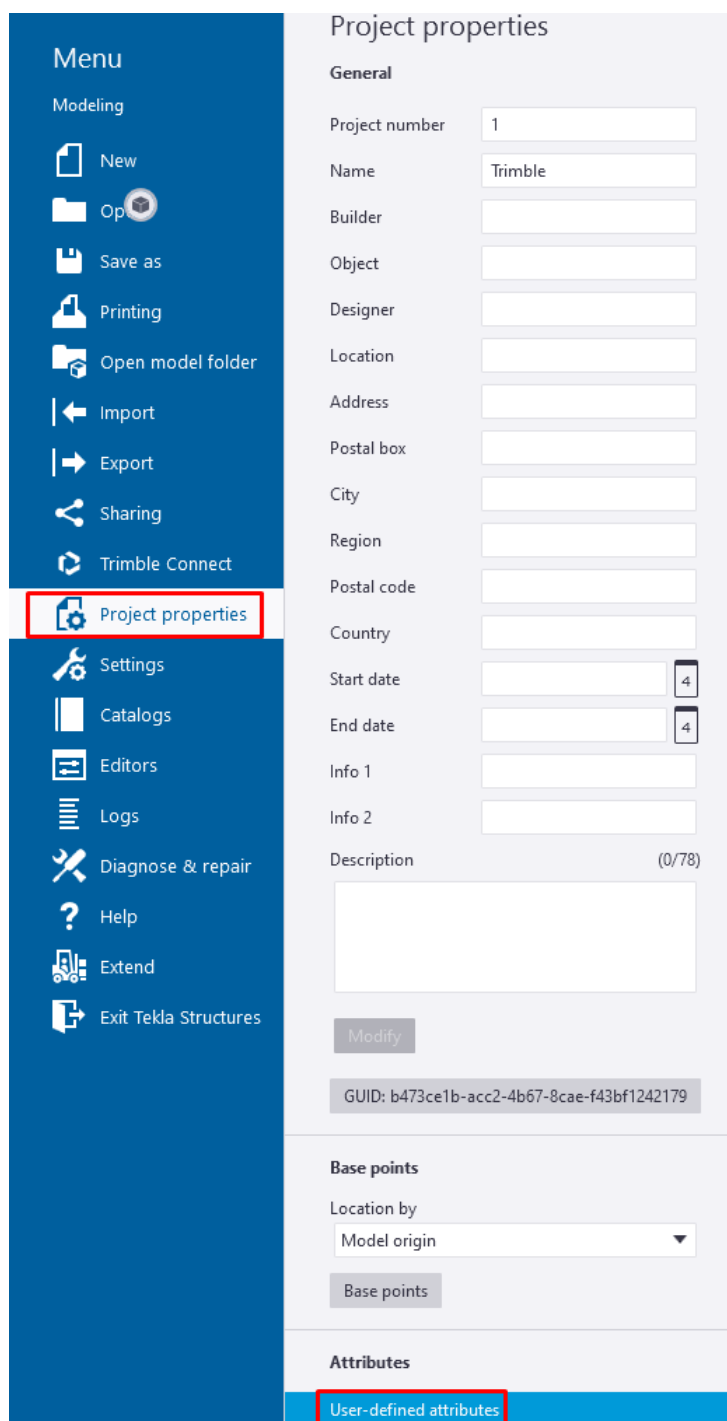 Menu
Modeling
New
Op
Save as
Printing
Open model folder
Import
Export
Sharing
Trimble Connect
Project properties
Settings
Catalogs
Editors
Logs
Diagnose & repair
Help
Extend
Exit Tekla Structures
Project properties
General
Project number 1
Name Trimble
Builder
Object
Designer
Location
Address
Postal box
City
Region
Postal code
Country
Start date 4
End date 4
Info 1
Info 2
Description (0/78)
Modify
GUID: b473ce1b-acc2-4b67-8cae-f43bf1242179
Base points
Location by
Model origin
Base points
Attributes
User-defined attributes